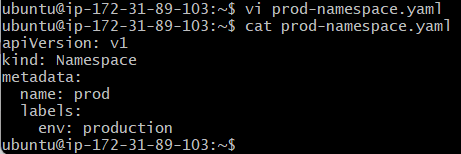 ubuntu@ip-172-31-89-103:~$ vi prod-namespace.yaml
ubuntu@ip-172-31-89-103:~$ cat prod-namespace.yaml
apiVersion: v1
kind: Namespace
metadata:
  name: prod
  labels:
    env: production
ubuntu@ip-172-31-89-103:~$